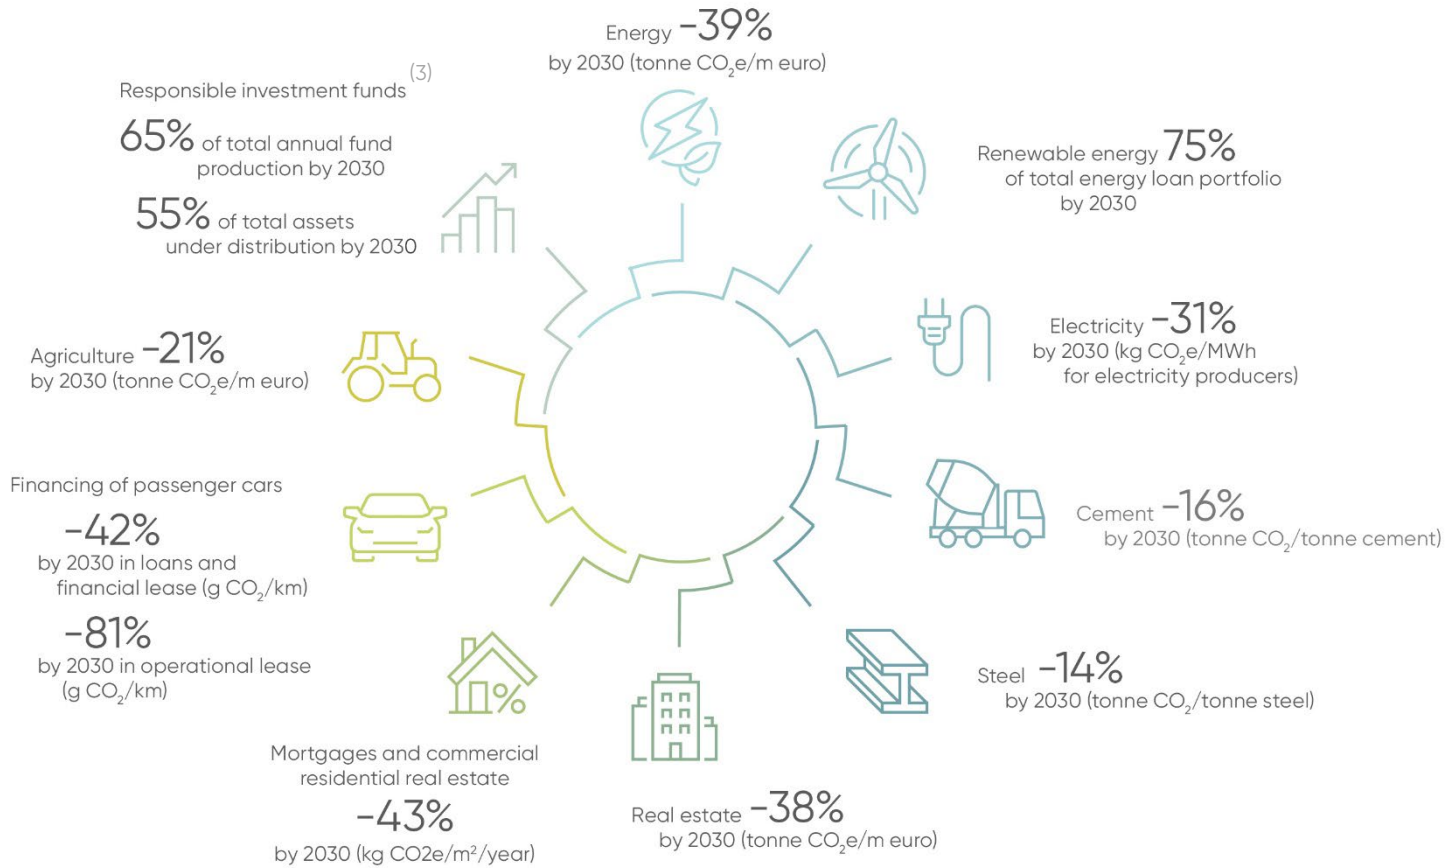 Energy -39%
by 2030 (tonne CO₂e/m euro)
Renewable energy 75%
of total energy loan portfolio
by 2030
Electricity -31%
by 2030 (kg CO₂e/MWh
for electricity producers)
Cement -16%
by 2030 (tonne CO₂/tonne cement)
Steel -14%
by 2030 (tonne CO₂/tonne steel)
Real estate -38%
by 2030 (tonne CO₂e/m euro)
Mortgages and commercial
residential real estate
-43%
by 2030 (kg CO2e/m²/year)
%
Financing of passenger cars
-42%
by 2030 in loans and
financial lease (g CO₂/km)
-81%
by 2030 in operational lease
(g CO₂/km)
Agriculture -21%
by 2030 (tonne CO₂e/m euro)
Responsible investment funds (3)
65% of total annual fund
production by 2030
55% of total assets
under distribution by 2030